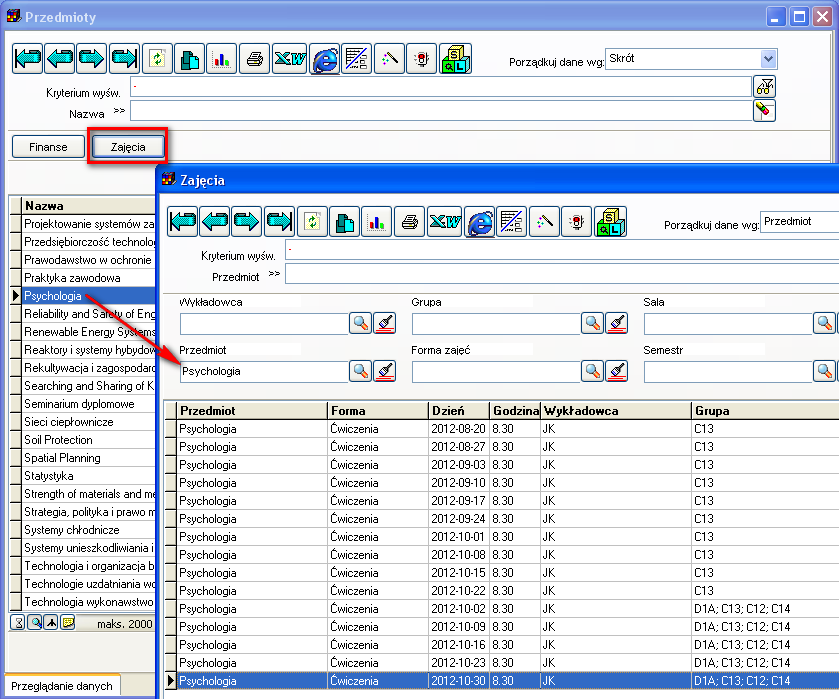 Przedmioty
Porządkuj dane wg: Skrót
Kryterium wyśw.
Nazwa >>
Finanse Zajęcia
Nazwa
Projektowanie systemów za
Przedsiębiorczość technolog
Prawodawstwo w ochronie
Praktyka zawodowa
Psychologia
Reliability and Safety of Eng
Renewable Energy Systems
Reaktory i systemy hybydow
Rekultywacja i zagospodaro
Searching and Sharing of K
Seminarium dyplomowe
Sieci ciepłownicze
Soil Protection
Spatial Planning
Statystyka
Strength of materials and me
Strategia, polityka i prawo m
Systemy chłodnicze
Systemy unieszkodliwiania i
Technologia i organizacja b
Technologie uzdatniania wo
Technologia wykonawstwo
maks. 2000
Przeglądanie danych
Zajęcia
Porządkuj dane wg: Przedmiot
Kryterium wyśw.
Przedmiot >>
Wykładowca Grupa Sala
Przedmiot Forma zajęć Semestr
Psychologia
Przedmiot Forma Dzień Godzina Wykładowca Grupa
Psychologia Ćwiczenia 2012-08-20 8.30 JK C13
Psychologia Ćwiczenia 2012-08-27 8.30 JK C13
Psychologia Ćwiczenia 2012-09-03 8.30 JK C13
Psychologia Ćwiczenia 2012-09-10 8.30 JK C13
Psychologia Ćwiczenia 2012-09-17 8.30 JK C13
Psychologia Ćwiczenia 2012-09-24 8.30 JK C13
Psychologia Ćwiczenia 2012-10-01 8.30 JK C13
Psychologia Ćwiczenia 2012-10-08 8.30 JK C13
Psychologia Ćwiczenia 2012-10-15 8.30 JK C13
Psychologia Ćwiczenia 2012-10-22 8.30 JK C13
Psychologia Ćwiczenia 2012-10-02 8.30 JK D1A; C13; C12; C14
Psychologia Ćwiczenia 2012-10-09 8.30 JK D1A; C13; C12; C14
Psychologia Ćwiczenia 2012-10-16 8.30 JK D1A; C13; C12; C14
Psychologia Ćwiczenia 2012-10-23 8.30 JK D1A; C13; C12; C14
Psychologia Ćwiczenia 2012-10-30 8.30 JK D1A; C13; C12; C14